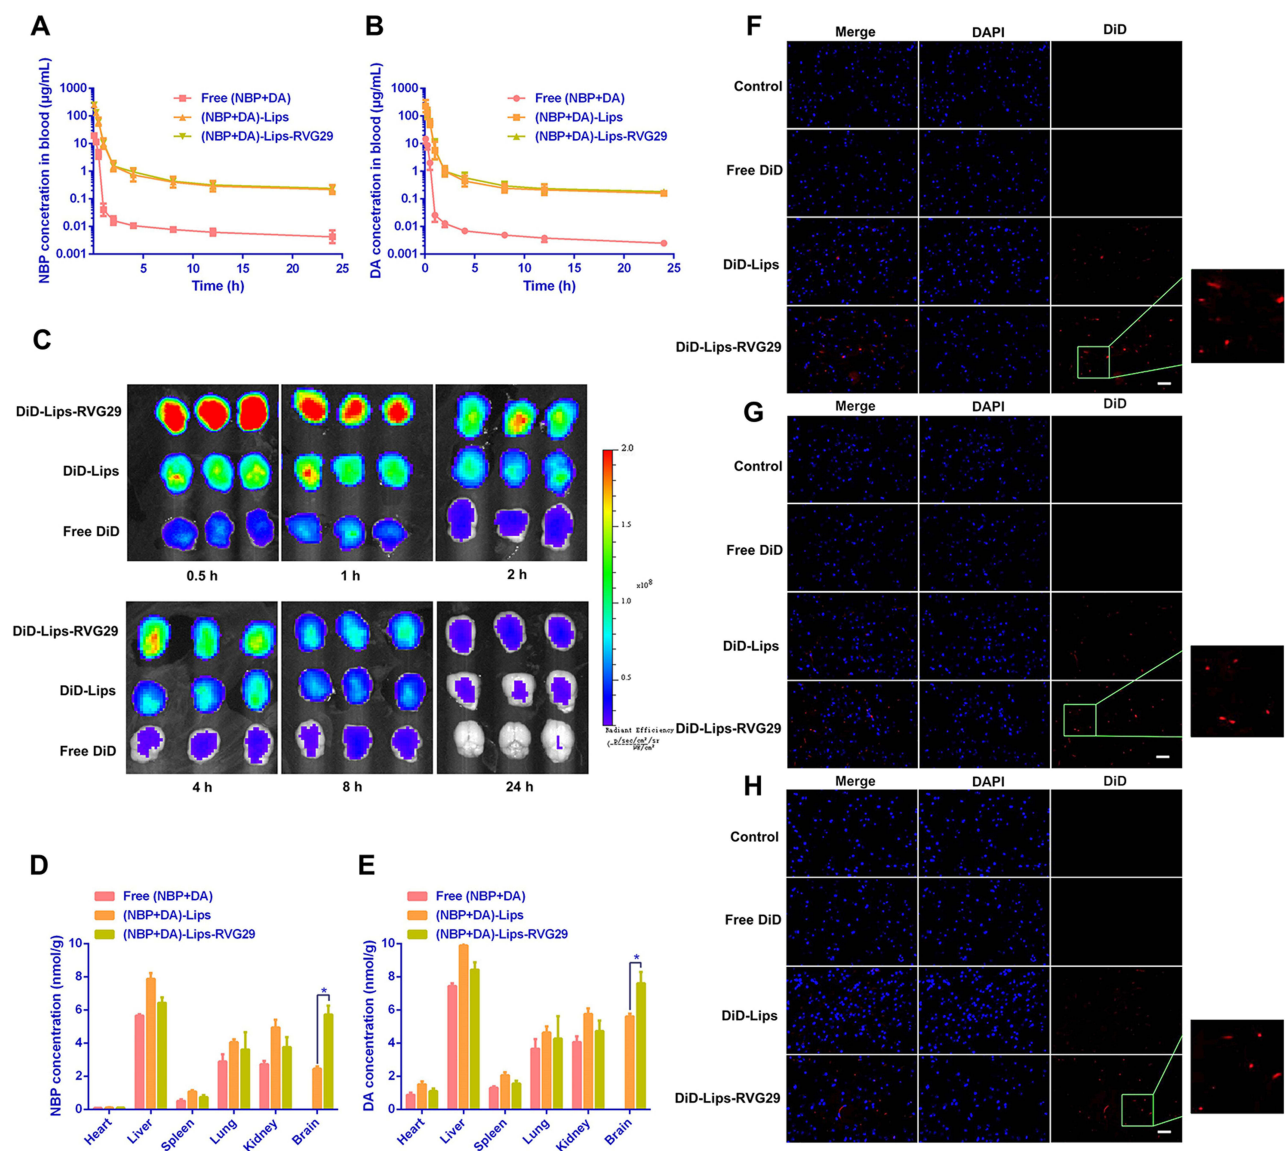 A
NBP concetration in blood (µg/mL)
1000
100
10
1
0.1
0.01
0.001
Free (NBP+DA)
(NBP+DA)-Lips
(NBP+DA)-Lips-RVG29
5
10
15
20
25
Time (h)
B
DA concetration in blood (µg/mL)
1000
100
10
1
0.1
0.01
0.001
Free (NBP+DA)
(NBP+DA)-Lips
(NBP+DA)-Lips-RVG29
0
5
10
15
20
25
Time (h)
C
DiD-Lips-RVG29
DiD-Lips
Free DiD
0.5 h
1 h
2 h
DiD-Lips-RVG29
DiD-Lips
Free DiD
4 h
8 h
24 h
2.0
1.5
x10⁸
1.0
0.5
Radiant Efficiency
(p/sec/cm²/sr
µW/cm²
D
Free (NBP+DA)
(NBP+DA)-Lips
(NBP+DA)-Lips-RVG29
NBP concentration (nmol/g)
10
8
6
4
2
0
*
Heart
Liver
Spleen
Lung
Kidney
Brain
E
Free (NBP+DA)
(NBP+DA)-Lips
(NBP+DA)-Lips-RVG29
DA concentration (nmol/g)
10
8
6
4
2
0
*
Heart
Liver
Spleen
Lung
Kidney
Brain
F
Merge DAPI DiD
Control
Free DiD
DiD-Lips
DiD-Lips-RVG29
G
Merge DAPI DiD
Control
Free DiD
DiD-Lips
DiD-Lips-RVG29
H
Merge DAPI DiD
Control
Free DiD
DiD-Lips
DiD-Lips-RVG29